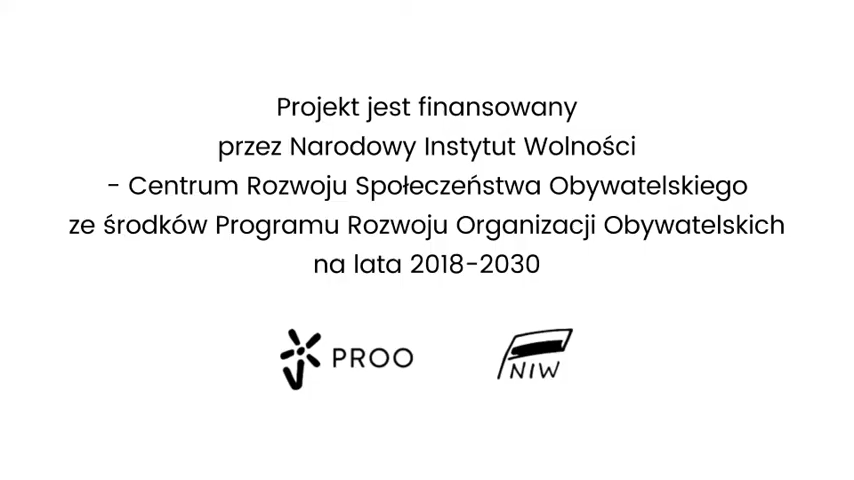 Projekt jest finansowany
przez Narodowy Instytut Wolności
- Centrum Rozwoju Społeczeństwa Obywatelskiego
ze środków Programu Rozwoju Organizacji Obywatelskich
na lata 2018-2030
PROO
NIW